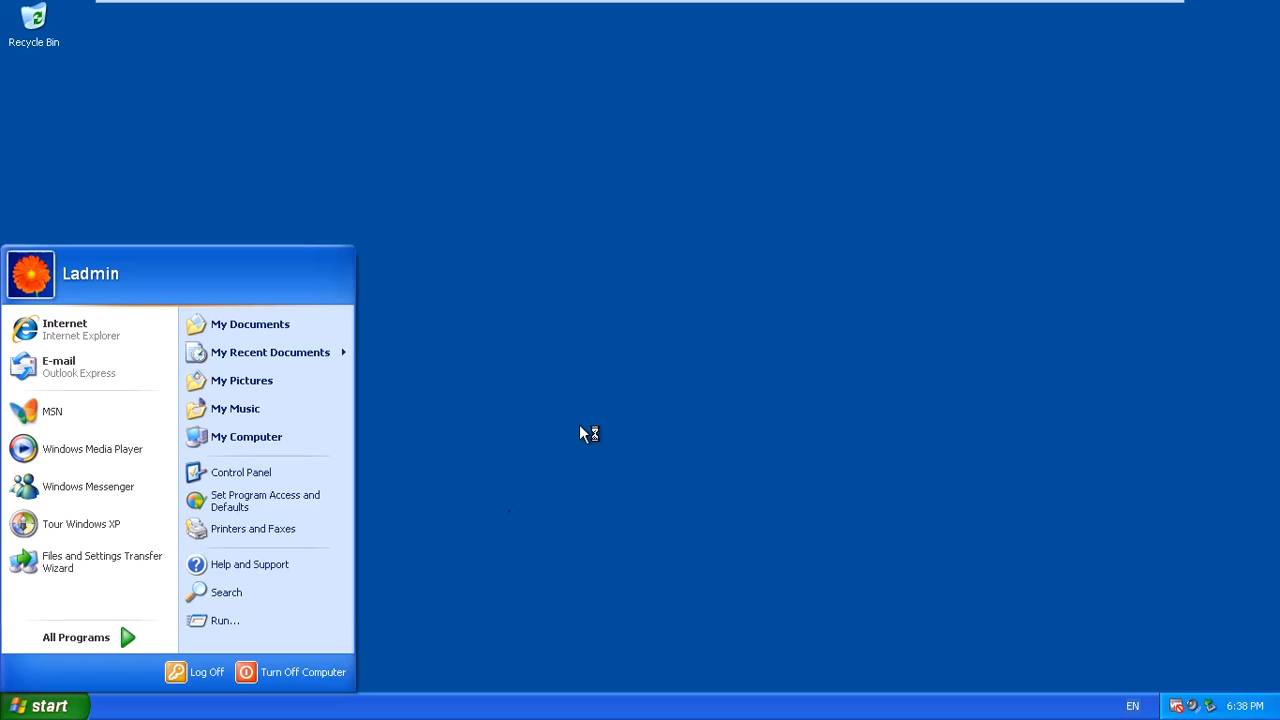 Recycle Bin
Ladmin
Internet
Internet Explorer
E-mail
Outlook Express
MSN
Windows Media Player
Windows Messenger
Tour Windows XP
Files and Settings Transfer
Wizard
All Programs
My Documents
My Recent Documents
My Pictures
My Music
My Computer
Control Panel
Set Program Access and
Defaults
Printers and Faxes
Help and Support
Search
Run...
Log Off
Turn Off Computer
start
EN
6:38 PM